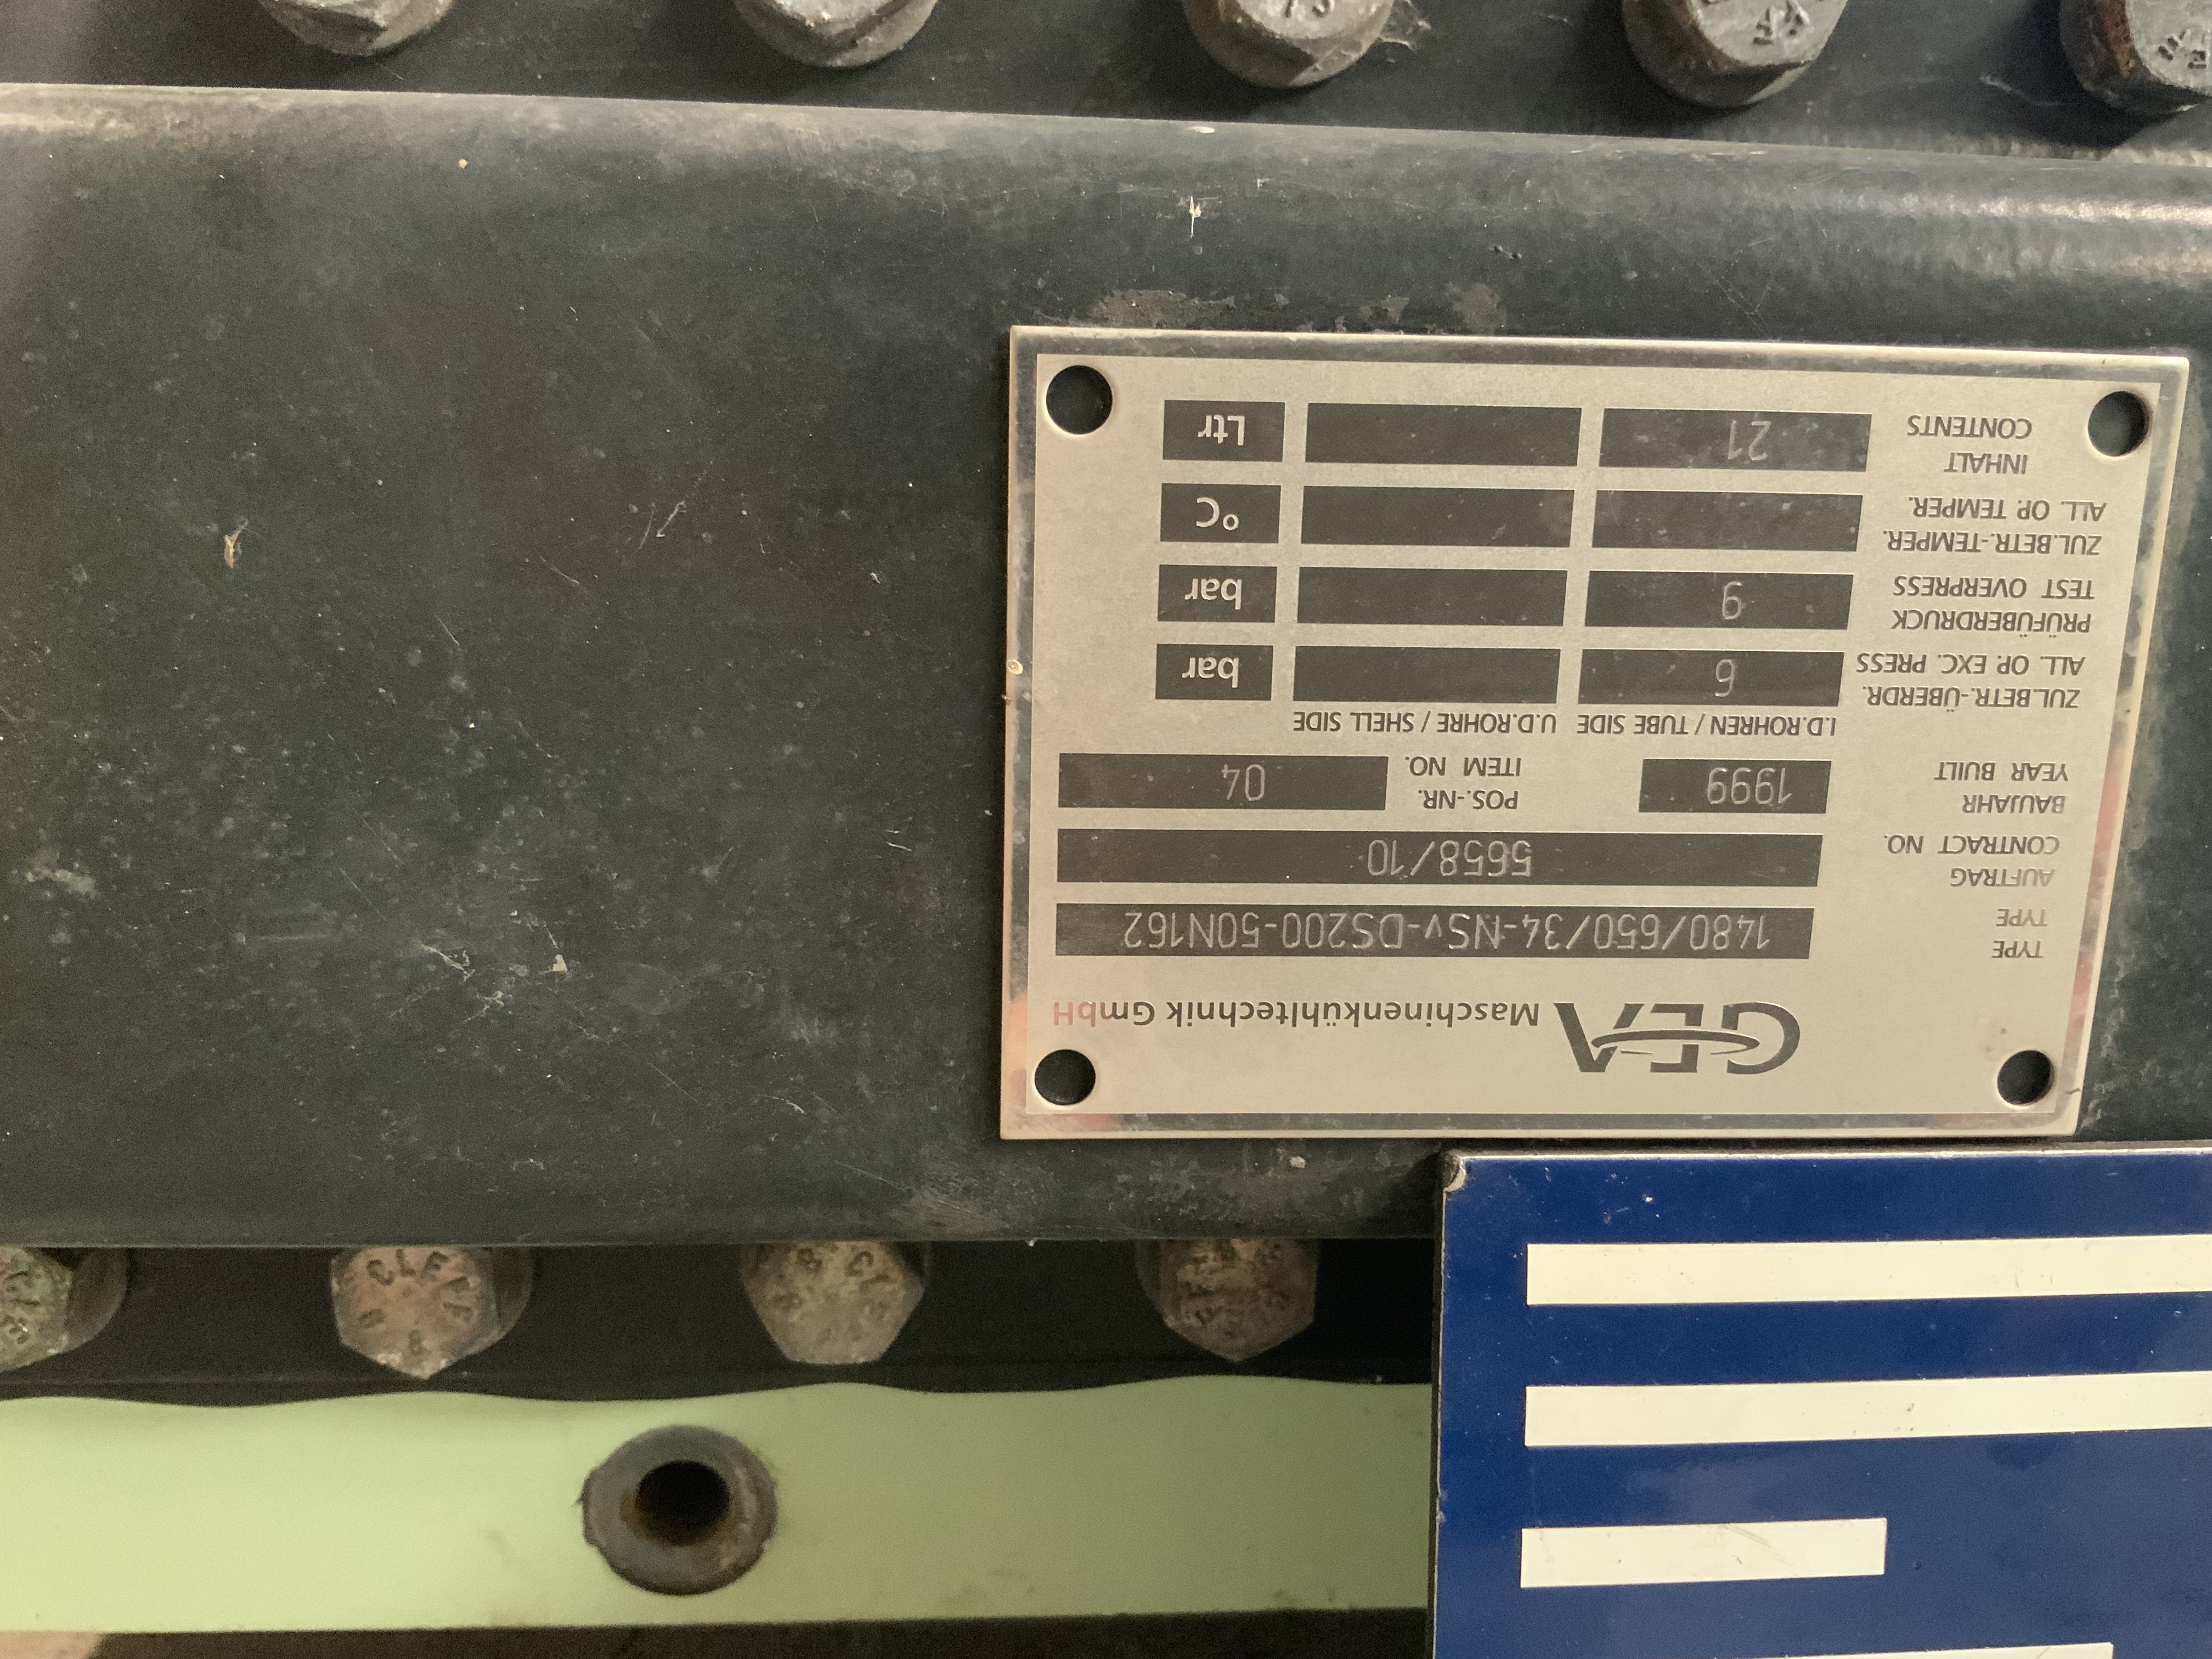 GEA Maschinenkühltechnik GmbH
TYPE
TYPE
1480/650/34-NSv-DS200-50N162
AUFTRAG
CONTRACT NO.
5658/10
BAUJAHR
YEAR BUILT
1999
POS.-NR.
ITEM NO.
04
I.D.ROHREN / TUBE SIDE
U.D.ROHRE / SHELL SIDE
ZUL.BETR.-ÜBERDR.
ALL. OP. EXC. PRESS
6
bar
PRÜFÜBERDRUCK
TEST OVERPRESS
9
bar
ZUL.BETR.-TEMPER.
ALL. OP. TEMPER.
°C
INHALT
CONTENTS
21
Ltr